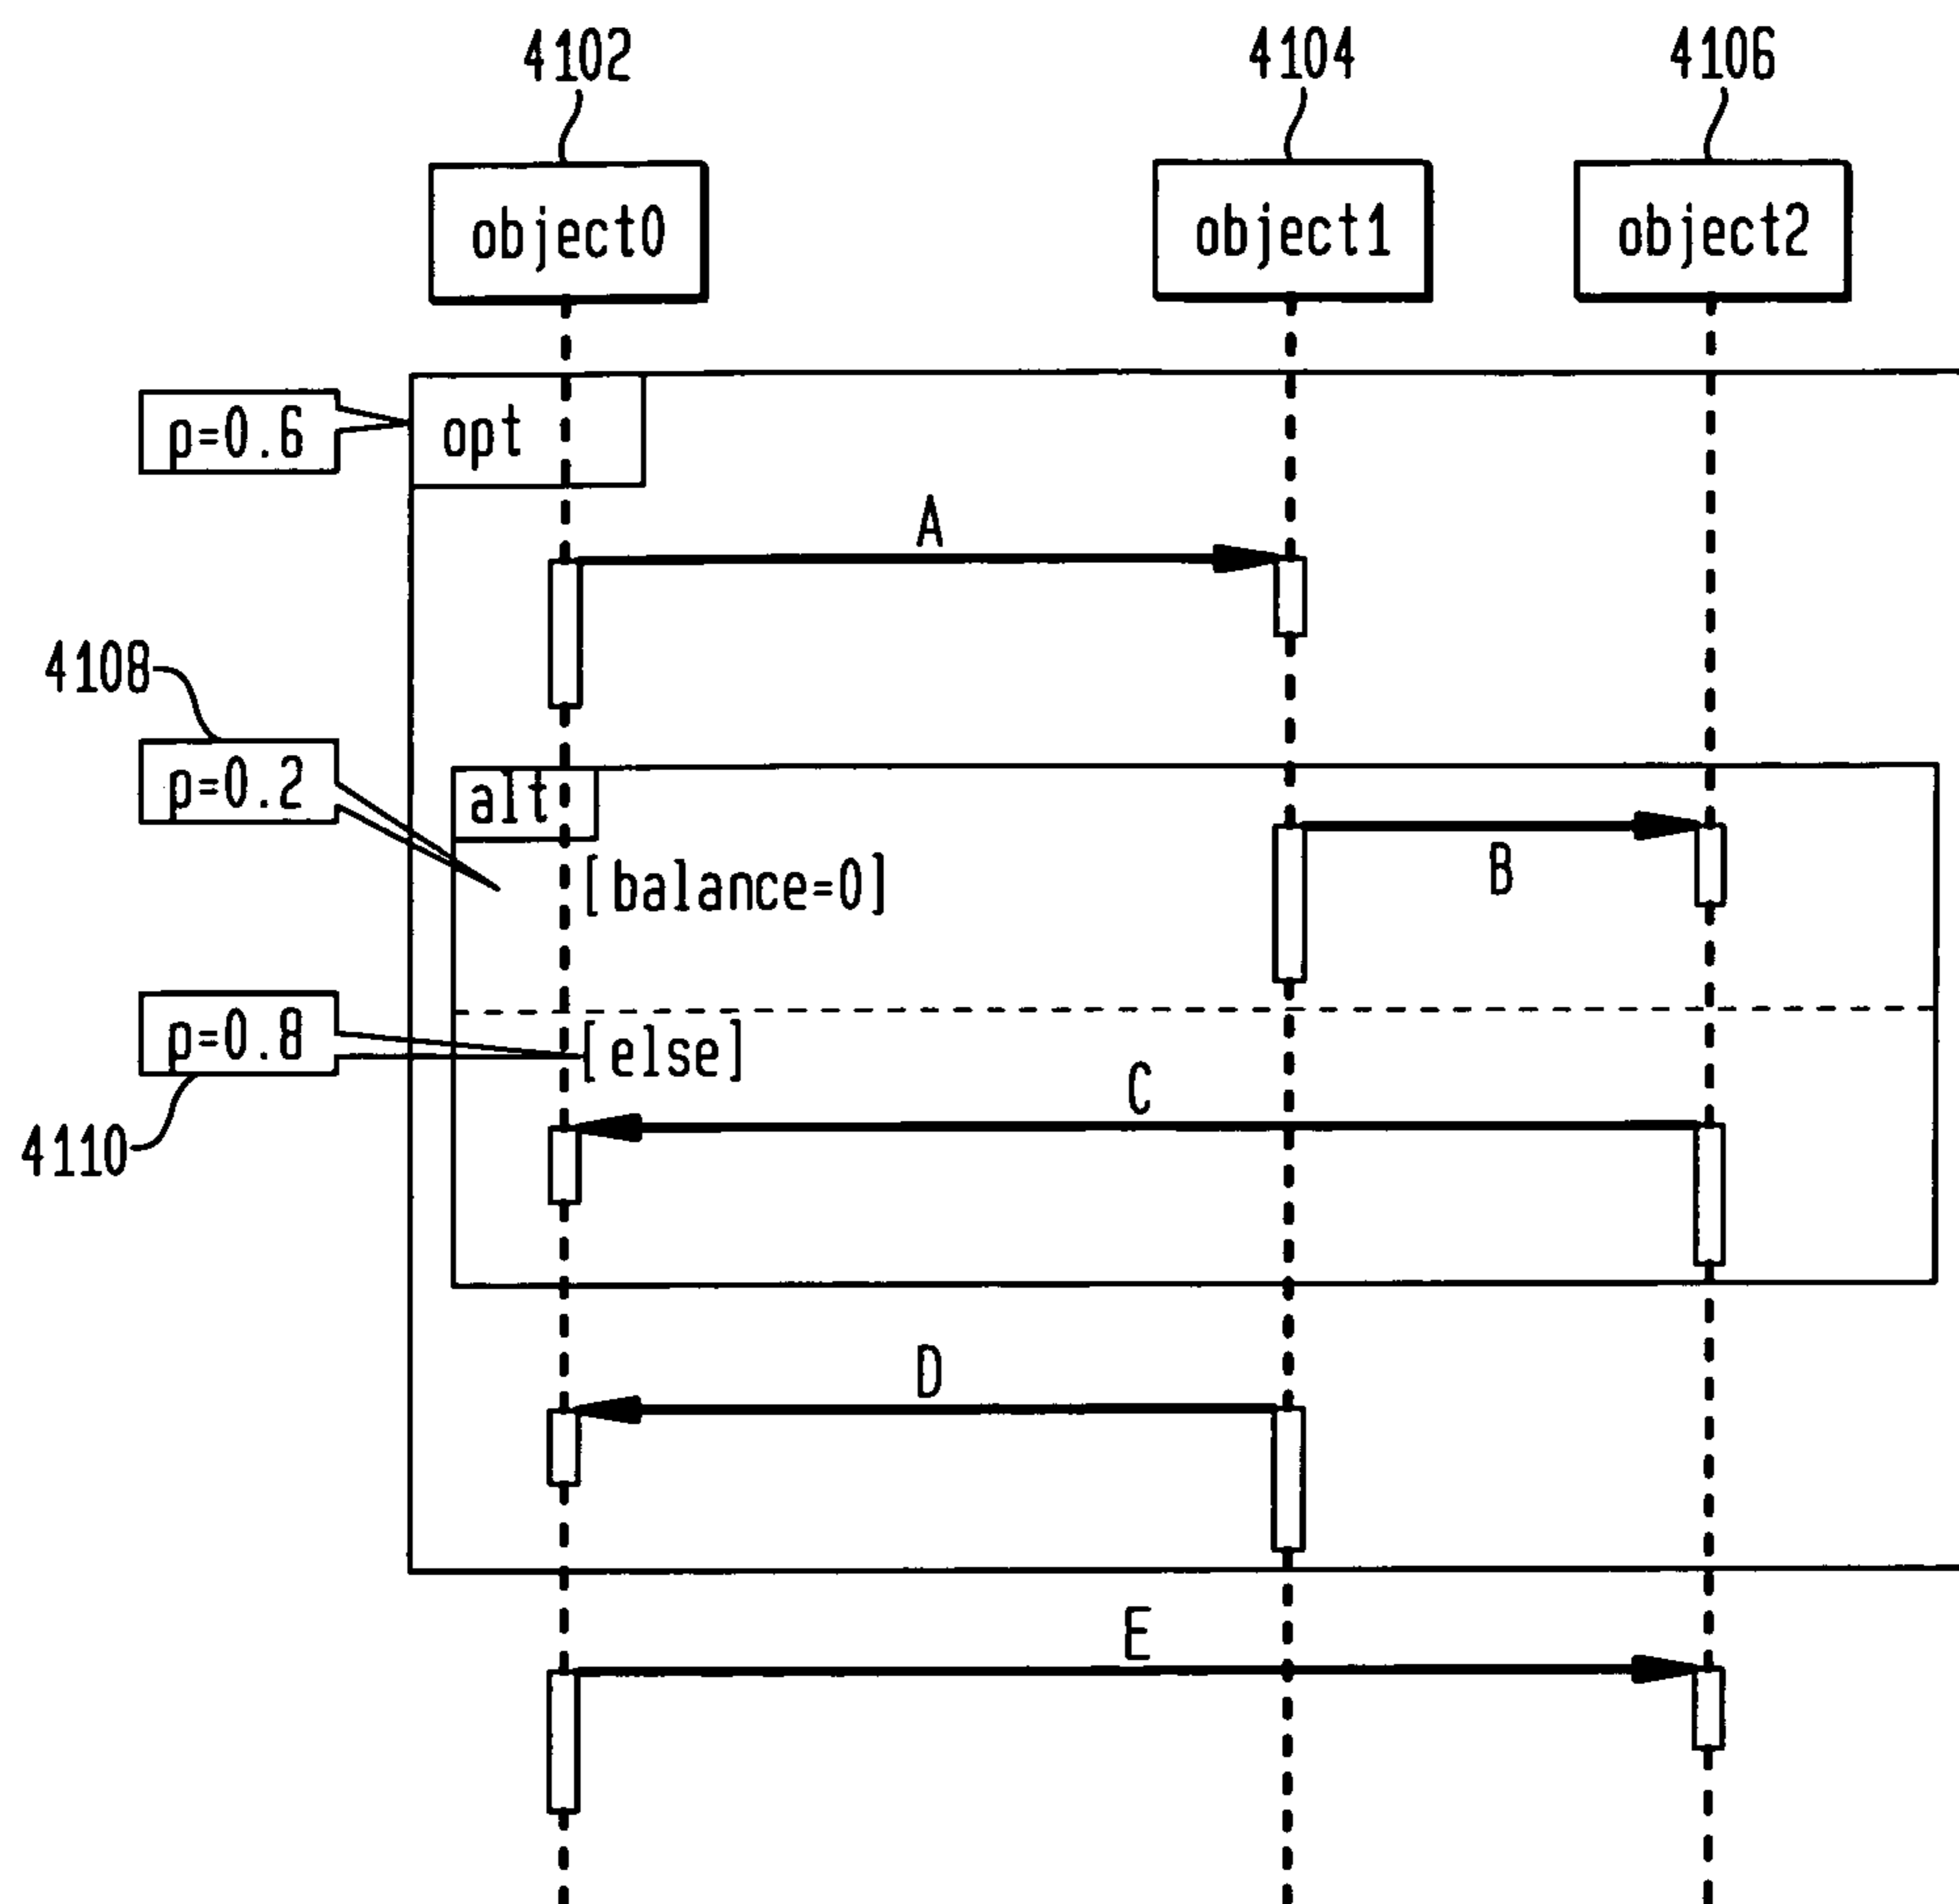 4102
4104
4106
object0
object1
object2
p=0.6
opt
A
4108
p=0.2
alt
[balance=0]
B
p=0.8
[else]
4110
C
D
E